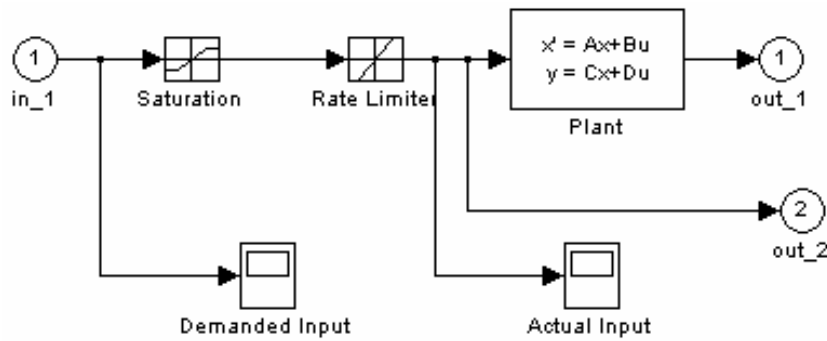 1
in_1
Saturation
Rate Limiter
x' = Ax+Bu
y = Cx+Du
Plant
1
out_1
2
out_2
Demanded Input
Actual Input